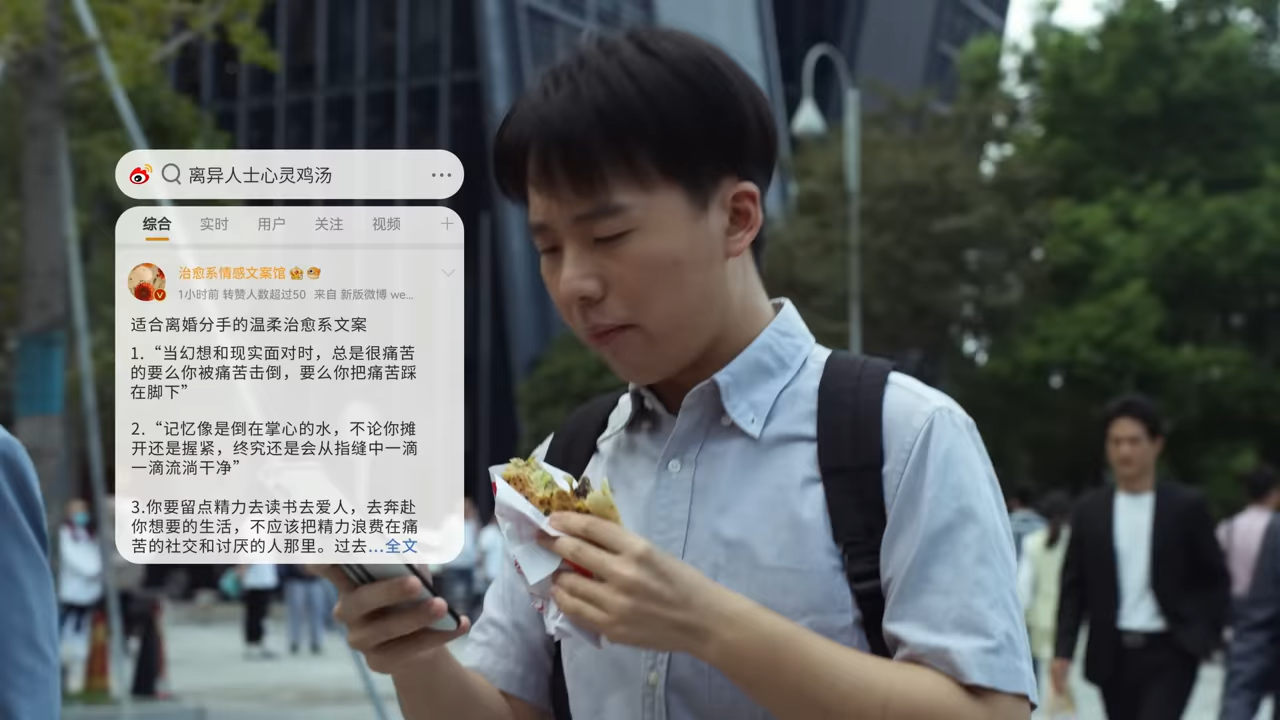 离异人士心灵鸡汤
综合 实时 用户 关注 视频
治愈系情感文案馆
1小时前 转赞人数超过50 来自 新版微博 we...
适合离婚分手的温柔治愈系文案
1.“当幻想和现实面对时，总是很痛苦
的要么你被痛苦击倒，要么你把痛苦踩
在脚下”
2.“记忆像是倒在掌心的水，不论你摊
开还是握紧，终究还是会从指缝中一滴
一滴流淌干净”
3.你要留点精力去读书去爱人，去奔赴
你想要的生活，不应该把精力浪费在痛
苦的社交和讨厌的人那里。过去...全文